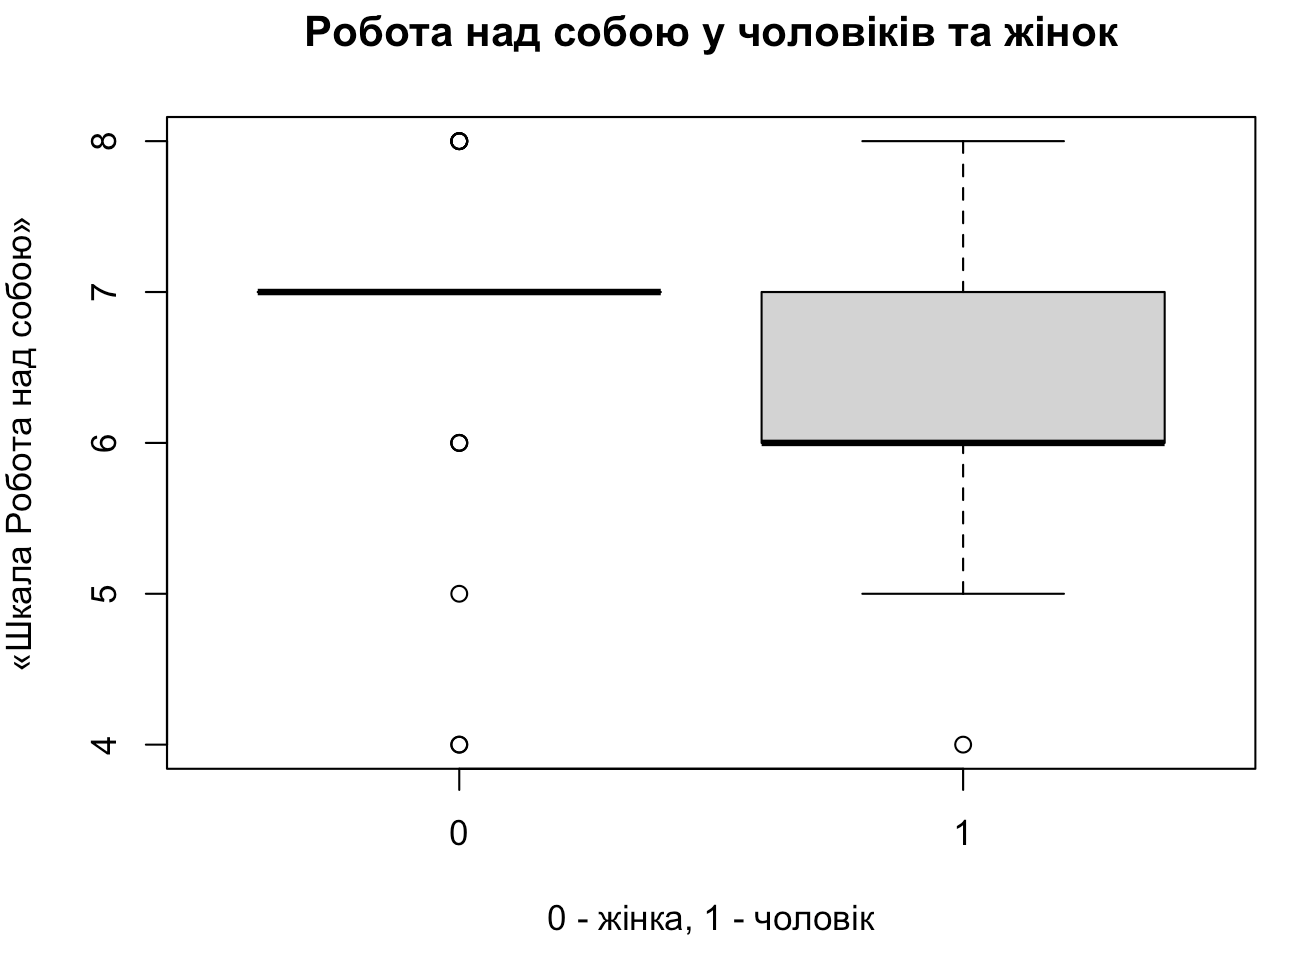 Робота над собою у чоловіків та жінок
«Шкала Робота над собою»
8
7
6
5
4
0 1
0 - жінка, 1 - чоловік